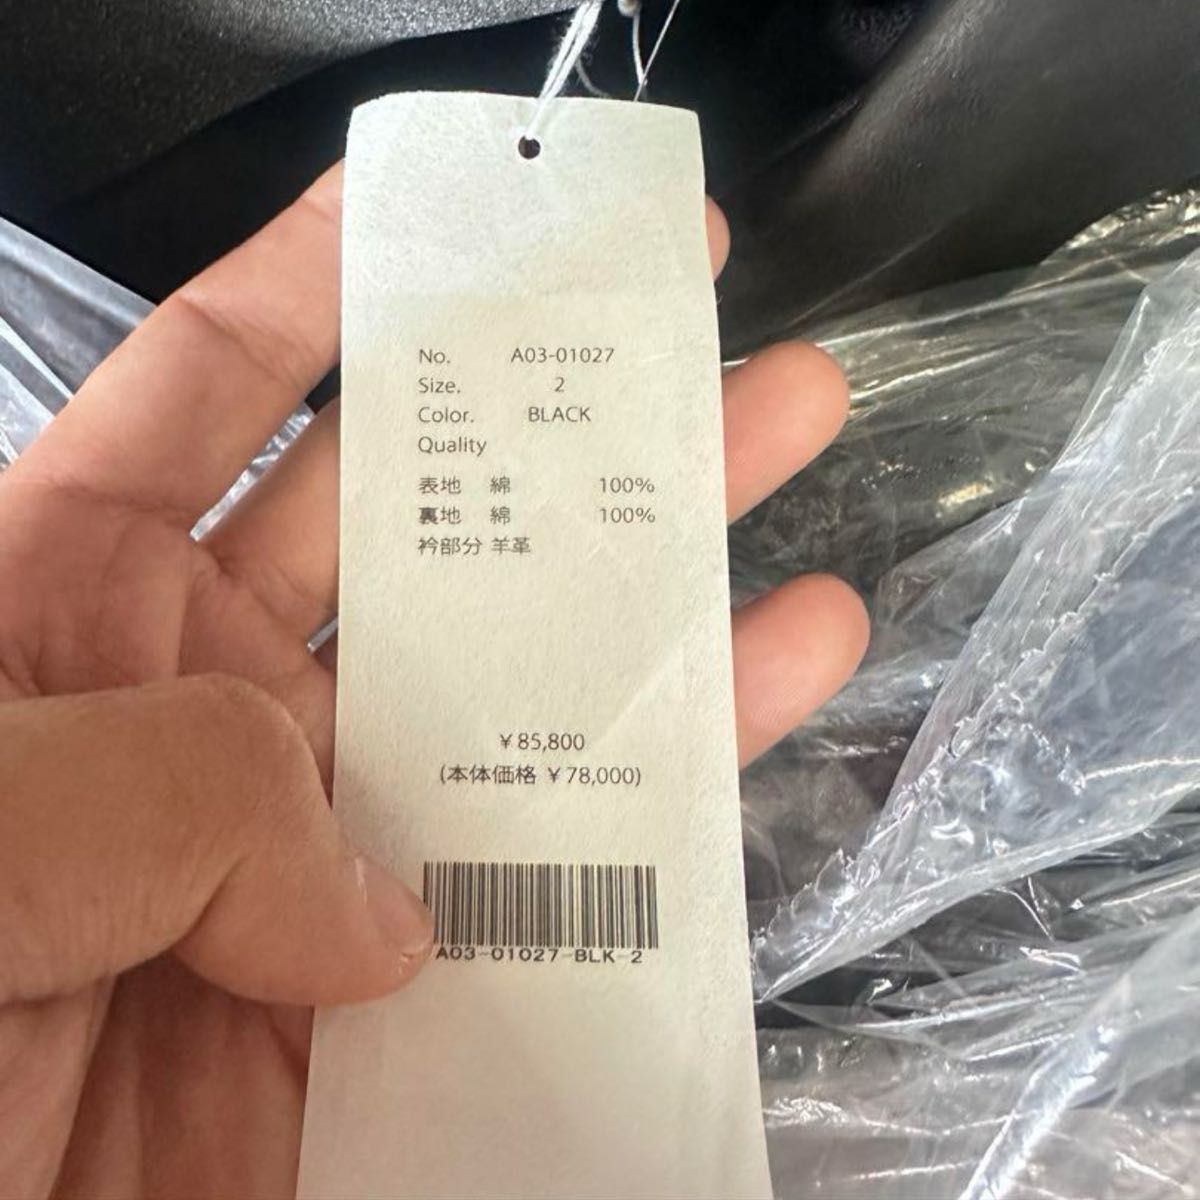 No. A03-01027
Size. 2
Color. BLACK
Quality
表地 綿 100%
裏地 綿 100%
衿部分 羊革
¥85,800
(本体価格 ¥78,000)
A03-01027-BLK-2